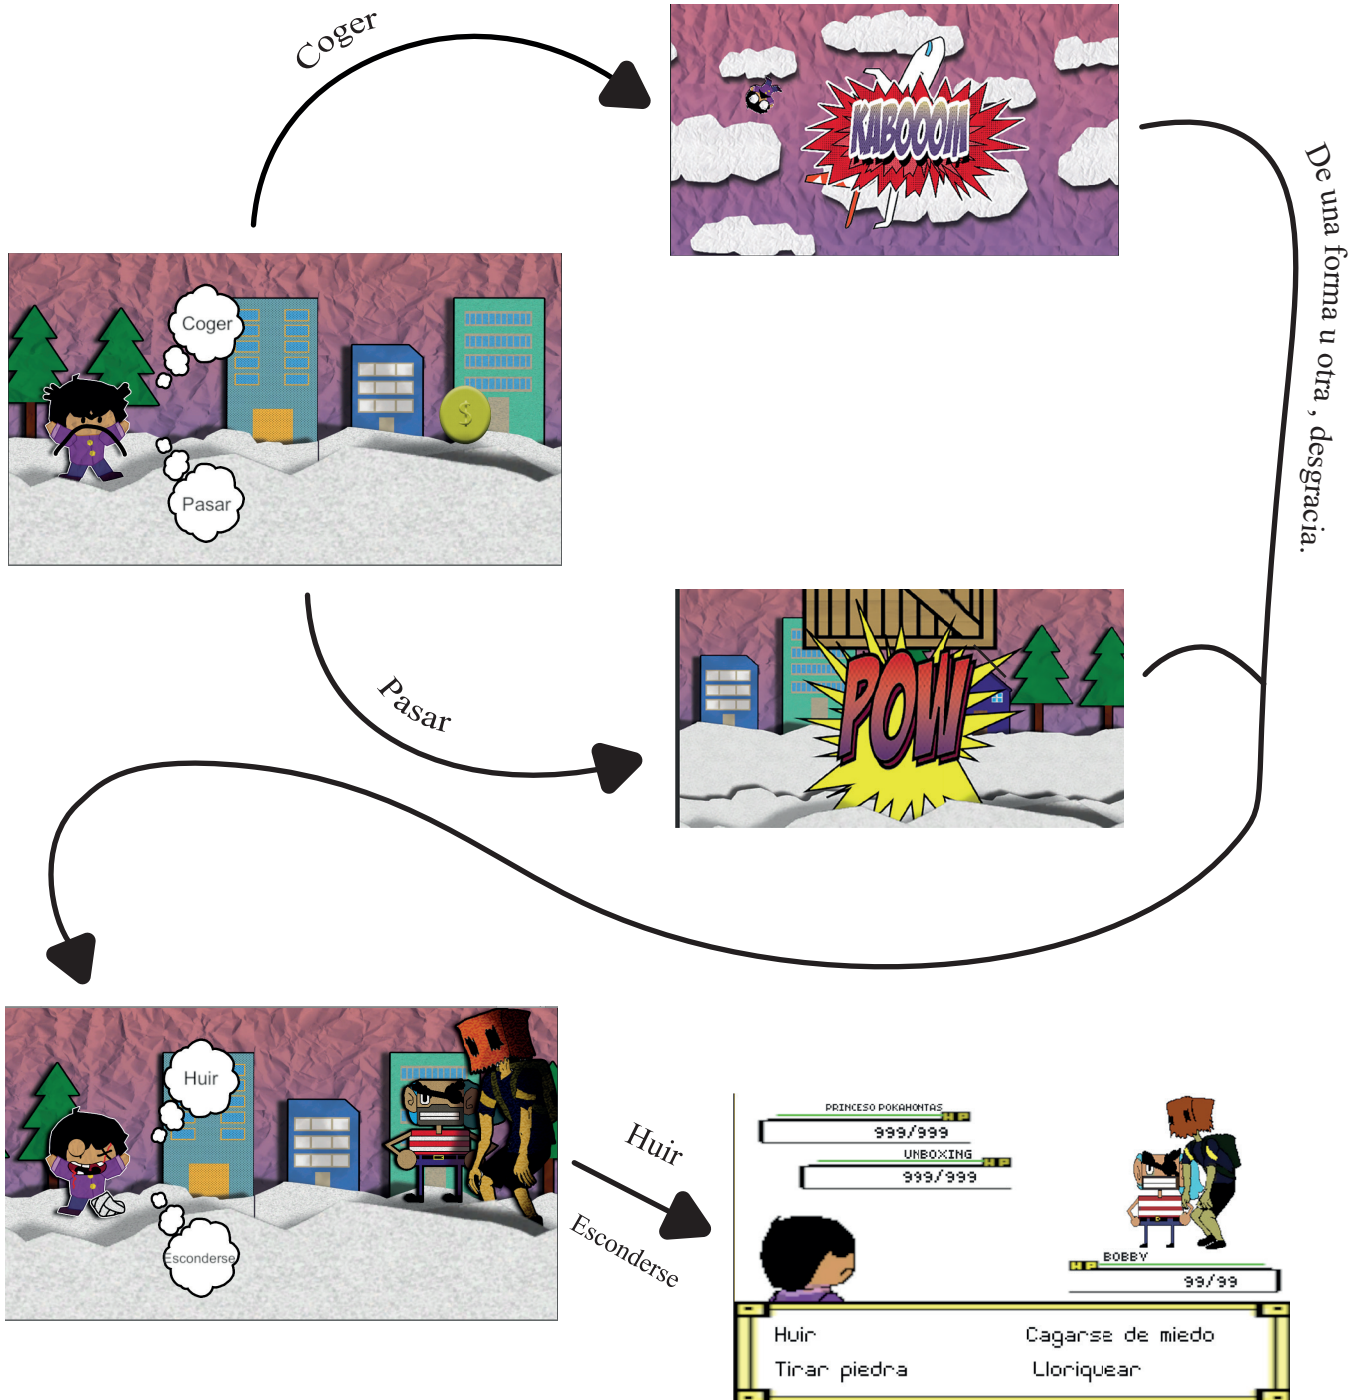 Coger
KABOOOM
De una forma u otra , desgracia.
Coger
$
Pasar
Pasar
POW
Huir
Esconderse
Huir
Esconderse
PRINCESO POKAHONTAS
HP
999/999
UNBOXING
HP
999/999
BOBBY
HP
99/99
Huir
Cagarse de miedo
Tirar piedra
Lloriquear